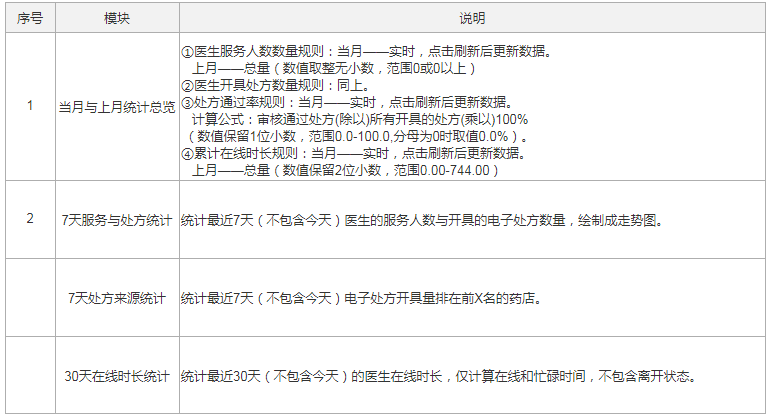 序号 模块 说明
①医生服务人数数量规则：当月——实时，点击刷新后更新数据。
上月——总量（数值取整无小数，范围0或0以上）
②医生开具处方数量规则：同上。
③处方通过率规则：当月——实时，点击刷新后更新数据。
1 当月与上月统计总览 计算公式：审核通过处方(除以)所有开具的处方(乘以)100%
（数值保留1位小数，范围0.0-100.0,分母为0时取值0.0%）。
④累计在线时长规则：当月——实时，点击刷新后更新数据。
上月——总量（数值保留2位小数，范围0.00-744.00）
2 7天服务与处方统计 统计最近7天（不包含今天）医生的服务人数与开具的电子处方数量，绘制成走势图。
7天处方来源统计 统计最近7天（不包含今天）电子处方开具量排在前X名的药店。
30天在线时长统计 统计最近30天（不包含今天）的医生在线时长，仅计算在线和忙碌时间，不包含离开状态。